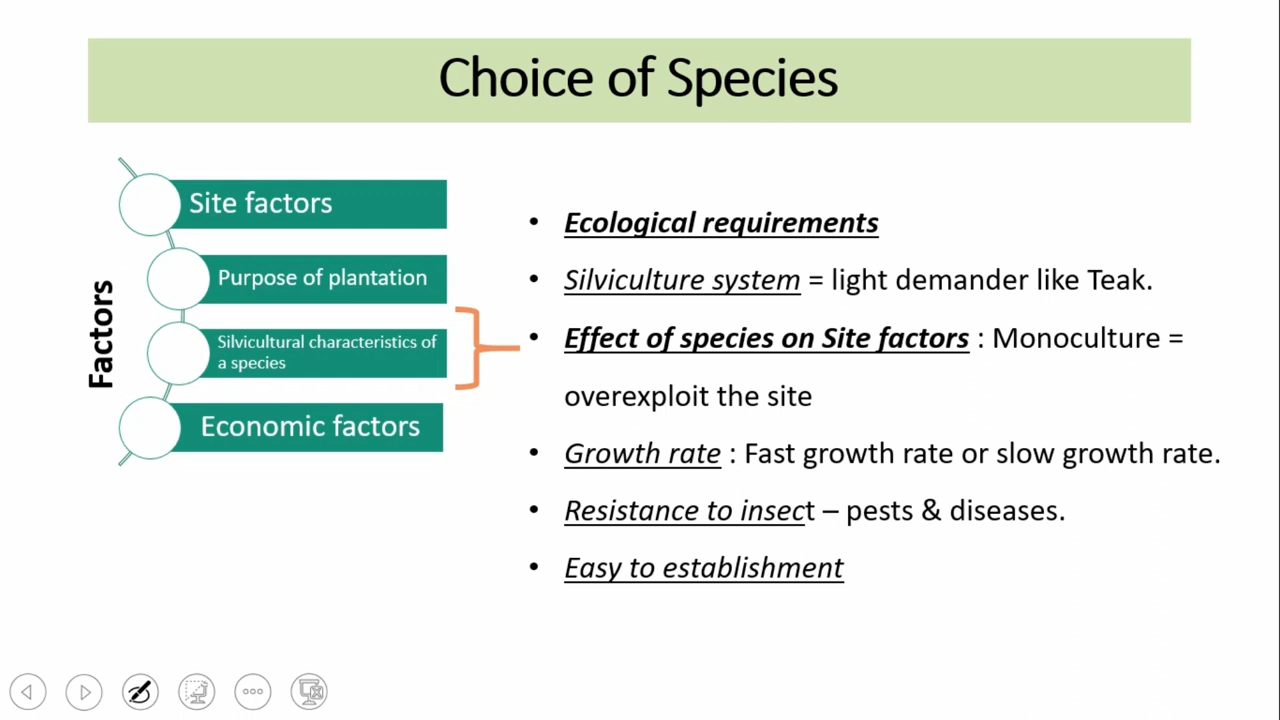 Choice of Species
Factors
Site factors
Purpose of plantation
Silvicultural characteristics of
a species
Economic factors
• Ecological requirements
• Silviculture system = light demander like Teak.
• Effect of species on Site factors : Monoculture =
overexploit the site
• Growth rate : Fast growth rate or slow growth rate.
• Resistance to insect – pests & diseases.
• Easy to establishment